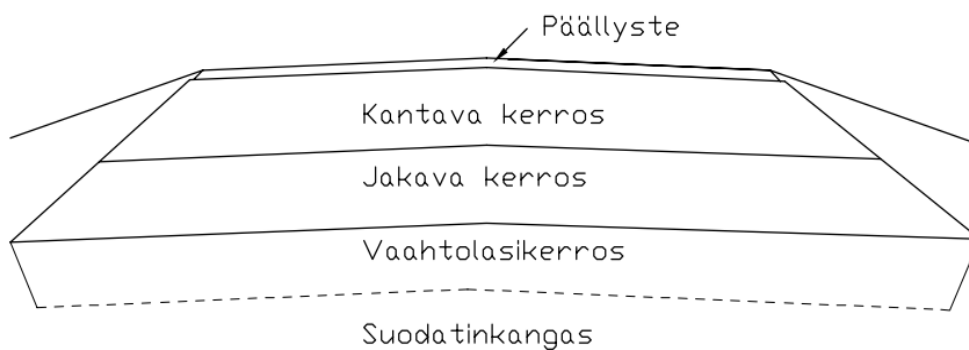 Päällyste
Kantava kerros
Jakava kerros
Vaahtolasikerros
Suodatinkangas